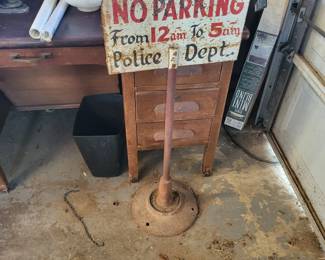 NO PARKING
From 12am To 5am
Police Dept.